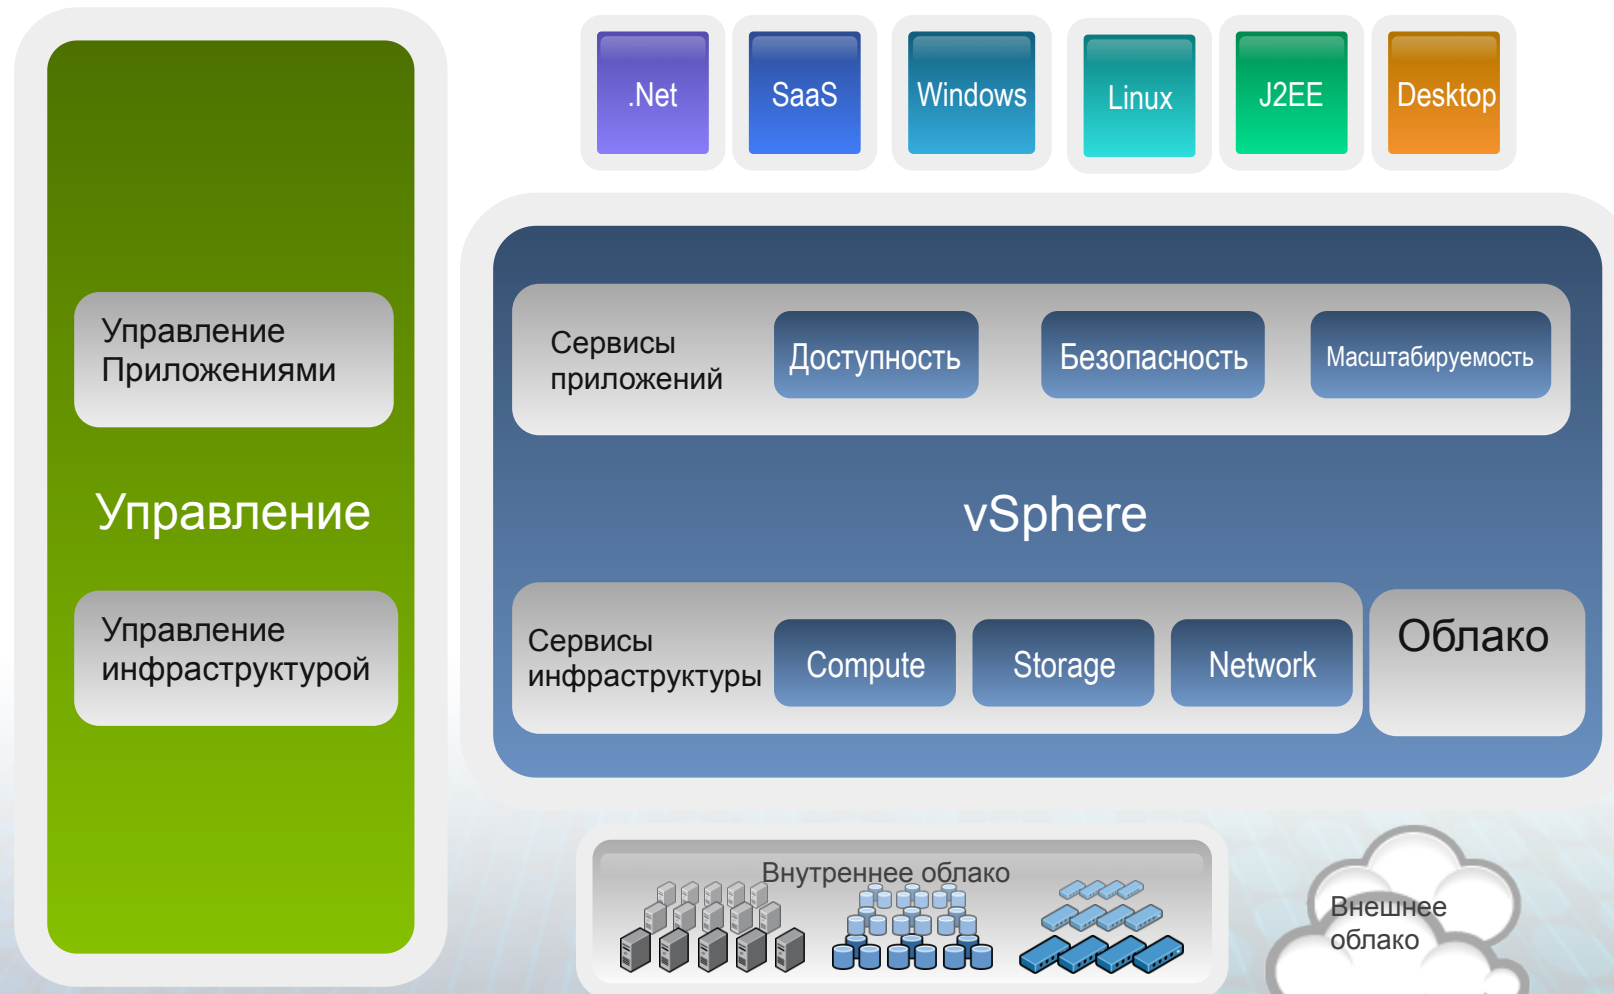 .Net
SaaS
Windows
Linux
J2EE
Desktop
Управление
Приложениями
Управление
Управление
инфраструктурой
Сервисы
приложений
Доступность
Безопасность
Масштабируемость
vSphere
Сервисы
инфраструктуры
Compute
Storage
Network
Облако
Внутреннее облако
Внешнее
облако